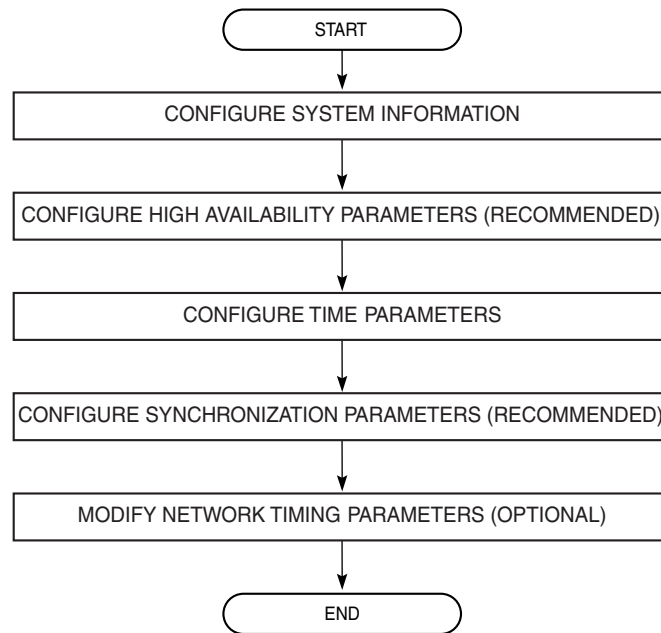 START
CONFIGURE SYSTEM INFORMATION
CONFIGURE HIGH AVAILABILITY PARAMETERS (RECOMMENDED)
CONFIGURE TIME PARAMETERS
CONFIGURE SYNCHRONIZATION PARAMETERS (RECOMMENDED)
MODIFY NETWORK TIMING PARAMETERS (OPTIONAL)
END